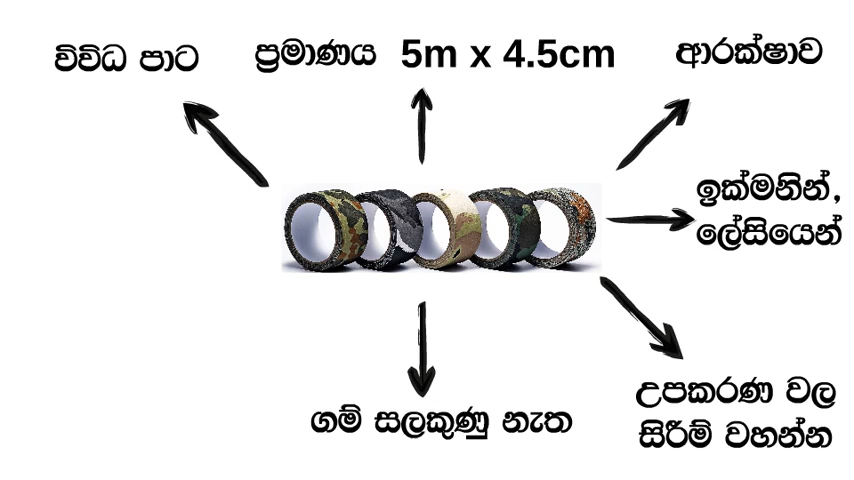 විවිධ පාට
ප්‍රමාණය 5m x 4.5cm
ආරක්ෂාව
ඉක්මනින්,
ලේසියෙන්
උපකරණ වල
සිරීම් වහන්න
ගම් සලකුණු නැත